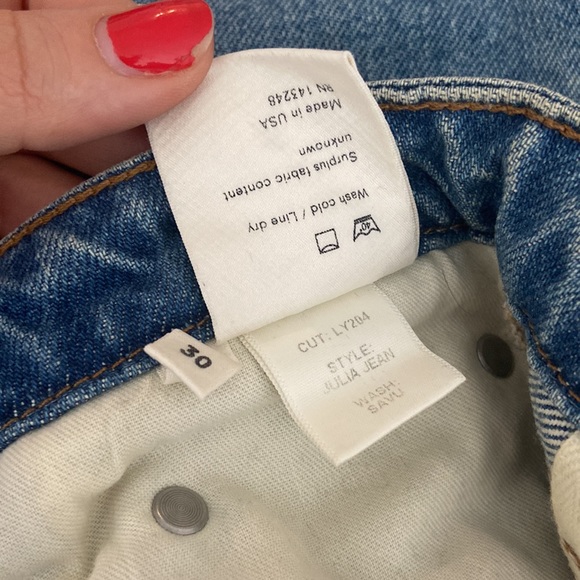 RN 143248
Made in USA
Surplus fabric content
unknown
Wash cold / Line dry
40°
30
CUT: LY204
STYLE:
JULIA JEAN
WASH:
SAVU